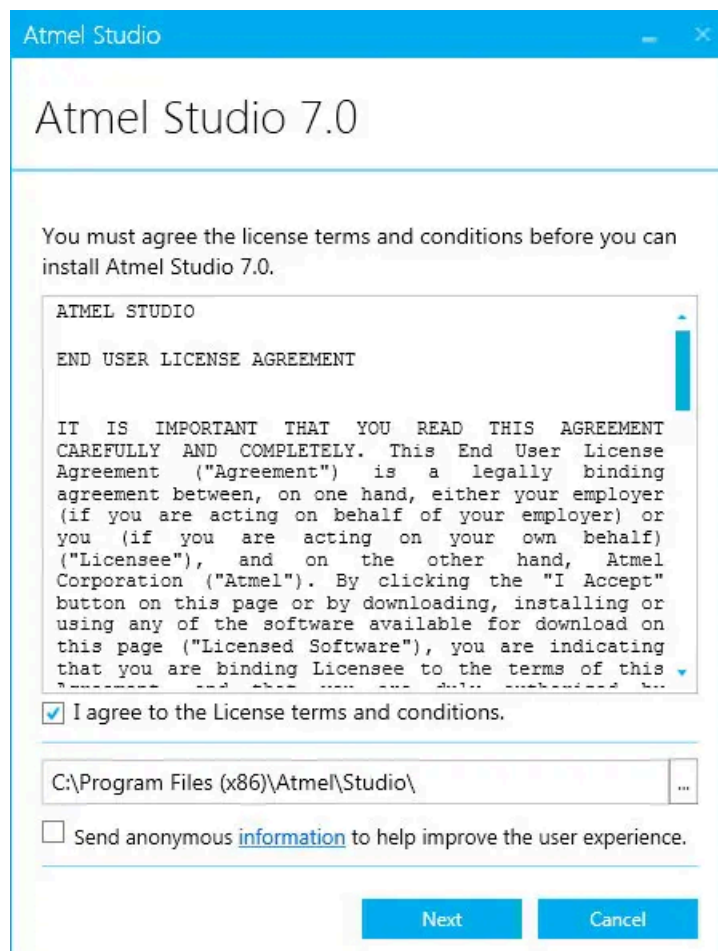 Atmel Studio
Atmel Studio 7.0
You must agree the license terms and conditions before you can
install Atmel Studio 7.0.
ATMEL STUDIO
END USER LICENSE AGREEMENT
IT IS IMPORTANT THAT YOU READ THIS AGREEMENT
CAREFULLY AND COMPLETELY. This End User License
Agreement ("Agreement") is a legally binding
agreement between, on one hand, either your employer
(if you are acting on behalf of your employer) or
you (if you are acting on your own behalf)
("Licensee"), and on the other hand, Atmel
Corporation ("Atmel"). By clicking the "I Accept"
button on this page or by downloading, installing or
using any of the software available for download on
this page ("Licensed Software"), you are indicating
that you are binding Licensee to the terms of this
I agree to the License terms and conditions.
C:\Program Files (x86)\Atmel\Studio\
...
Send anonymous information to help improve the user experience.
Next Cancel